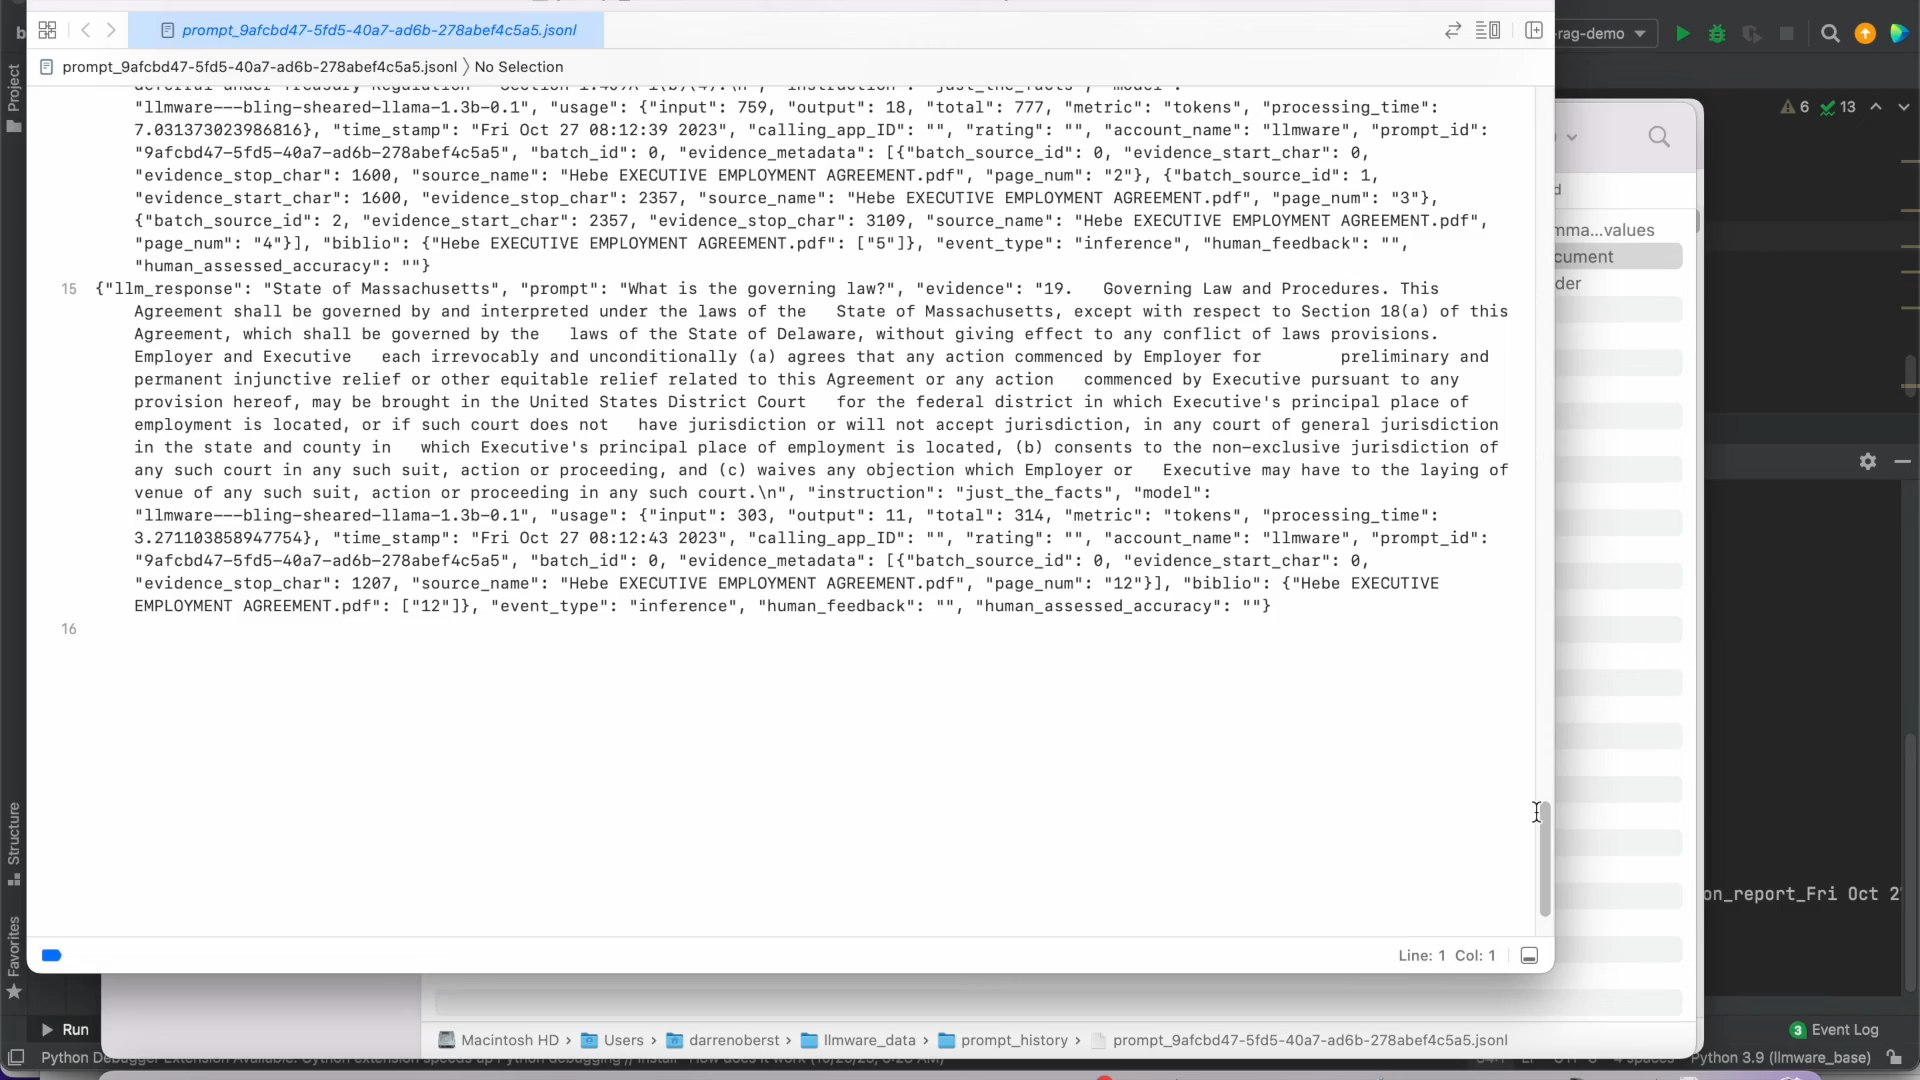 prompt_9afcbd47-5fd5-40a7-ad6b-278abef4c5a5.jsonl
-rag-demo
prompt_9afcbd47-5fd5-40a7-ad6b-278abef4c5a5.jsonl 〉 No Selection
Project
6 13
"llmware---bling-sheared-llama-1.3b-0.1", "usage": {"input": 759, "output": 18, "total": 777, "metric": "tokens", "processing_time":
7.031373023986816}, "time_stamp": "Fri Oct 27 08:12:39 2023", "calling_app_ID": "", "rating": "", "account_name": "llmware", "prompt_id":
"9afcbd47-5fd5-40a7-ad6b-278abef4c5a5", "batch_id": 0, "evidence_metadata": [{"batch_source_id": 0, "evidence_start_char": 0,
"evidence_stop_char": 1600, "source_name": "Hebe EXECUTIVE EMPLOYMENT AGREEMENT.pdf", "page_num": "2"}, {"batch_source_id": 1,
"evidence_start_char": 1600, "evidence_stop_char": 2357, "source_name": "Hebe EXECUTIVE EMPLOYMENT AGREEMENT.pdf", "page_num": "3"},
{"batch_source_id": 2, "evidence_start_char": 2357, "evidence_stop_char": 3109, "source_name": "Hebe EXECUTIVE EMPLOYMENT AGREEMENT.pdf",
"page_num": "4"}], "biblio": {"Hebe EXECUTIVE EMPLOYMENT AGREEMENT.pdf": ["5"]}, "event_type": "inference", "human_feedback": "",
"human_assessed_accuracy": ""}
15 {"llm_response": "State of Massachusetts", "prompt": "What is the governing law?", "evidence": "19. Governing Law and Procedures. This
Agreement shall be governed by and interpreted under the laws of the State of Massachusetts, except with respect to Section 18(a) of this
Agreement, which shall be governed by the laws of the State of Delaware, without giving effect to any conflict of laws provisions.
Employer and Executive each irrevocably and unconditionally (a) agrees that any action commenced by Employer for preliminary and
permanent injunctive relief or other equitable relief related to this Agreement or any action commenced by Executive pursuant to any
provision hereof, may be brought in the United States District Court for the federal district in which Executive's principal place of
employment is located, or if such court does not have jurisdiction or will not accept jurisdiction, in any court of general jurisdiction
in the state and county in which Executive's principal place of employment is located, (b) consents to the non-exclusive jurisdiction of
any such court in any such suit, action or proceeding, and (c) waives any objection which Employer or Executive may have to the laying of
venue of any such suit, action or proceeding in any such court.\n", "instruction": "just_the_facts", "model":
"llmware---bling-sheared-llama-1.3b-0.1", "usage": {"input": 303, "output": 11, "total": 314, "metric": "tokens", "processing_time":
3.271103858947754}, "time_stamp": "Fri Oct 27 08:12:43 2023", "calling_app_ID": "", "rating": "", "account_name": "llmware", "prompt_id":
"9afcbd47-5fd5-40a7-ad6b-278abef4c5a5", "batch_id": 0, "evidence_metadata": [{"batch_source_id": 0, "evidence_start_char": 0,
"evidence_stop_char": 1207, "source_name": "Hebe EXECUTIVE EMPLOYMENT AGREEMENT.pdf", "page_num": "12"}], "biblio": {"Hebe EXECUTIVE
EMPLOYMENT AGREEMENT.pdf": ["12"]}, "event_type": "inference", "human_feedback": "", "human_assessed_accuracy": ""}
16
mma...values
cument
der
Structure
Favorites
on_report_Fri Oct 2
Line: 1 Col: 1
Run
Event Log
3
Macintosh HD › Users › darrenoberst › llmware_data › prompt_history › prompt_9afcbd47-5fd5-40a7-ad6b-278abef4c5a5.jsonl
Python 3.9 (llmware_base)